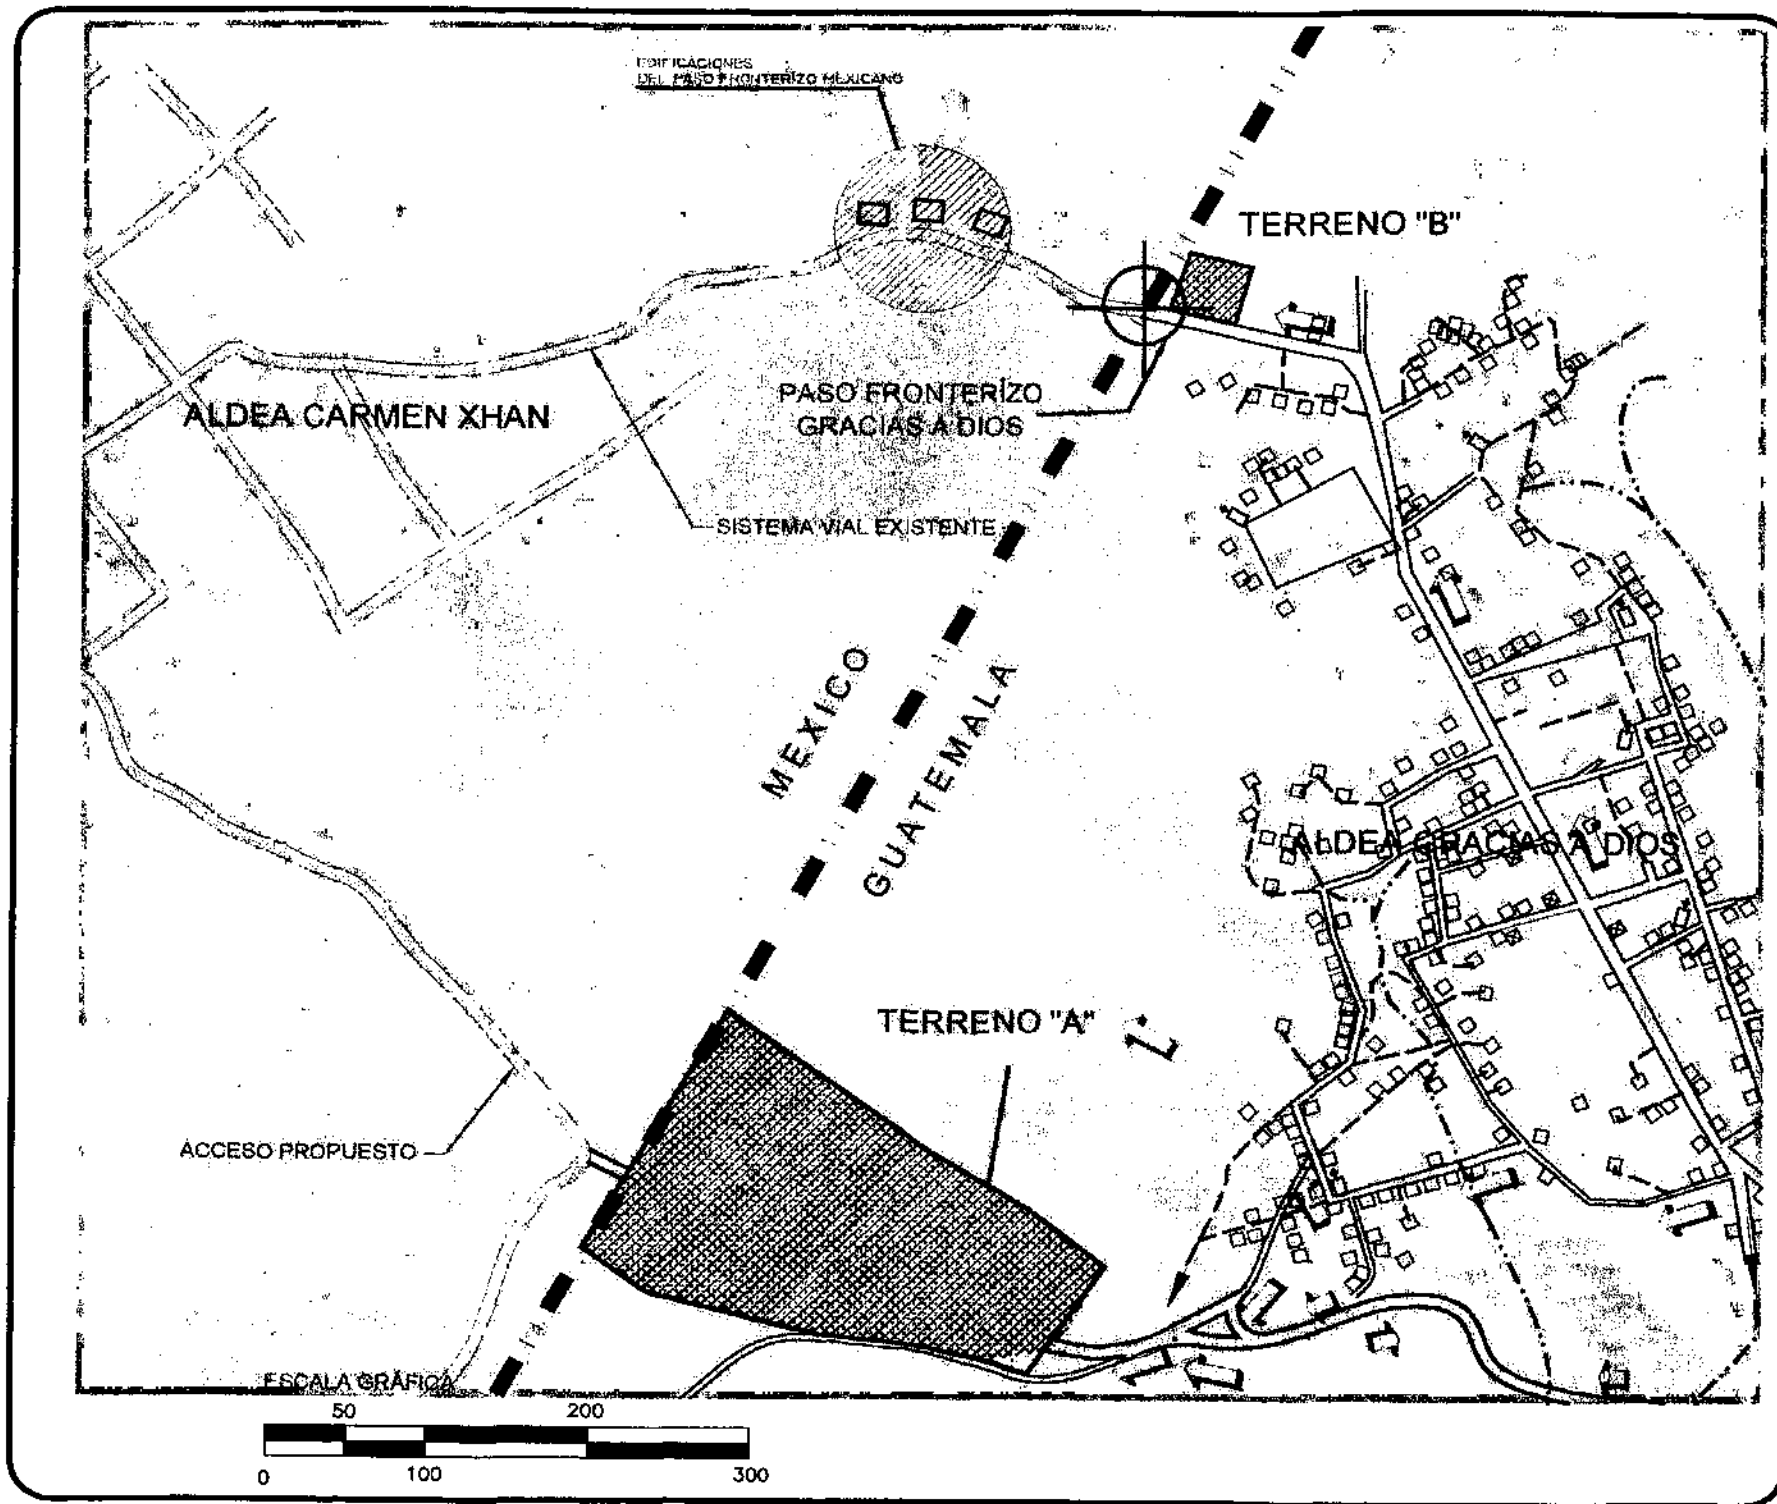 EDIFICACIONES
DEL PASO FRONTERIZO MEXICANO
TERRENO "B"
PASO FRONTERIZO
GRACIAS A DIOS
ALDEA CARMEN XHAN
SISTEMA VIAL EXISTENTE
MEXICO
GUATEMALA
ALDEA GRACIAS A DIOS
TERRENO "A"
ACCESO PROPUESTO
ESCALA GRÁFICA
50 200
0 100 300